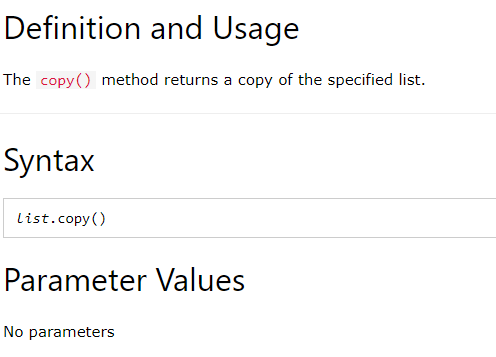 Definition and Usage
The copy() method returns a copy of the specified list.
Syntax
list.copy()
Parameter Values
No parameters